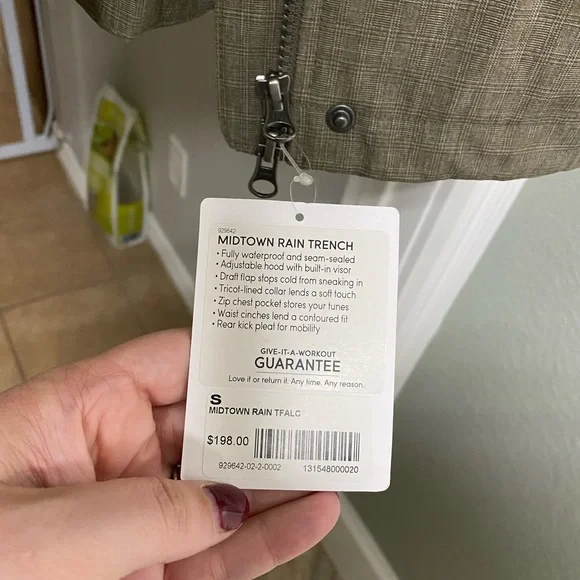 929642
MIDTOWN RAIN TRENCH
• Fully waterproof and seam-sealed
• Adjustable hood with built-in visor
• Draft flap stops cold from sneaking in
• Tricot-lined collar lends a soft touch
• Zip chest pocket stores your tunes
• Waist cinches lend a contoured fit
• Rear kick pleat for mobility
GIVE-IT-A-WORKOUT
GUARANTEE
Love it or return it. Any time. Any reason.
S
MIDTOWN RAIN TFALC
$198.00
929642-02-2-0002 131548000020